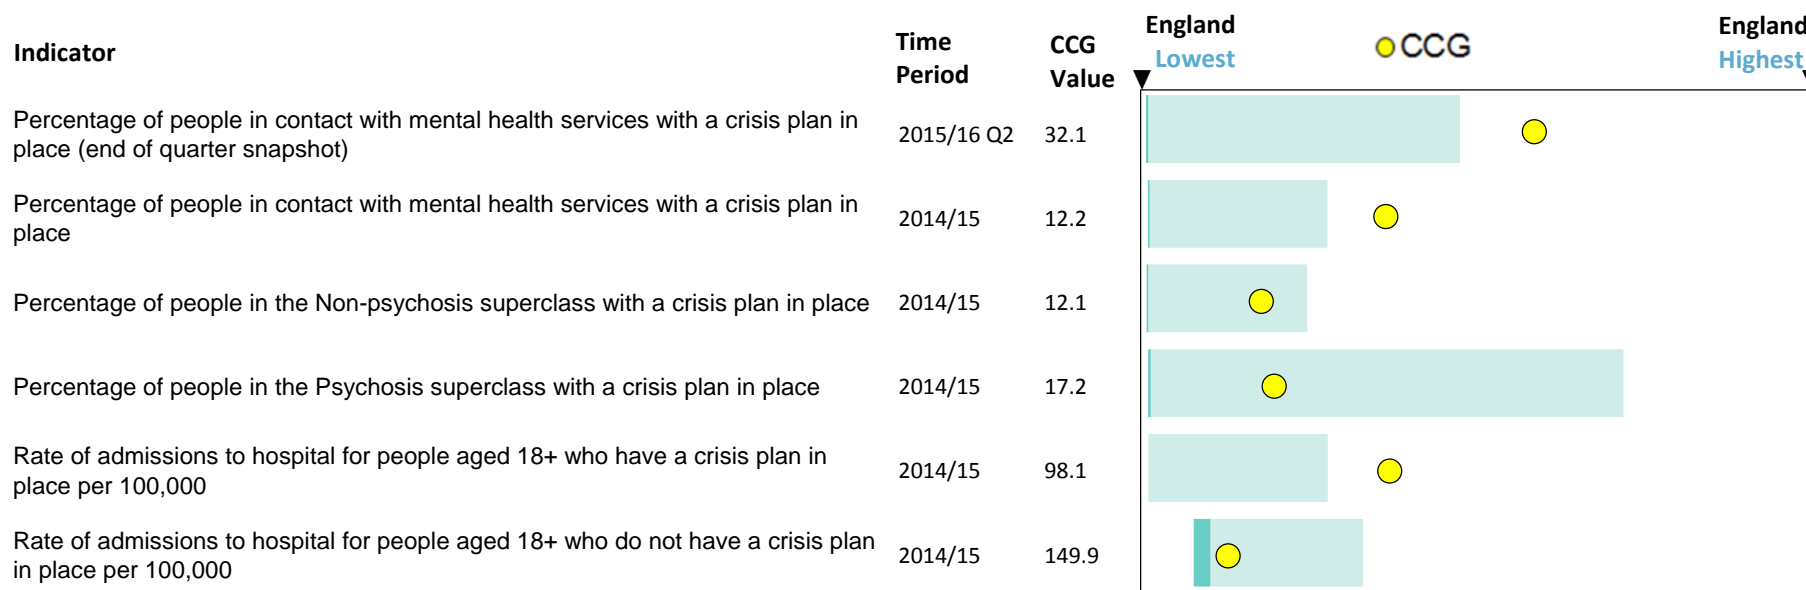 Indicator
Time
Period
CCG
Value
England
Lowest
CCG
England
Highest
Percentage of people in contact with mental health services with a crisis plan in
place (end of quarter snapshot)
2015/16 Q2
32.1
Percentage of people in contact with mental health services with a crisis plan in
place
2014/15
12.2
Percentage of people in the Non-psychosis superclass with a crisis plan in place
2014/15
12.1
Percentage of people in the Psychosis superclass with a crisis plan in place
2014/15
17.2
Rate of admissions to hospital for people aged 18+ who have a crisis plan in
place per 100,000
2014/15
98.1
Rate of admissions to hospital for people aged 18+ who do not have a crisis plan
in place per 100,000
2014/15
149.9